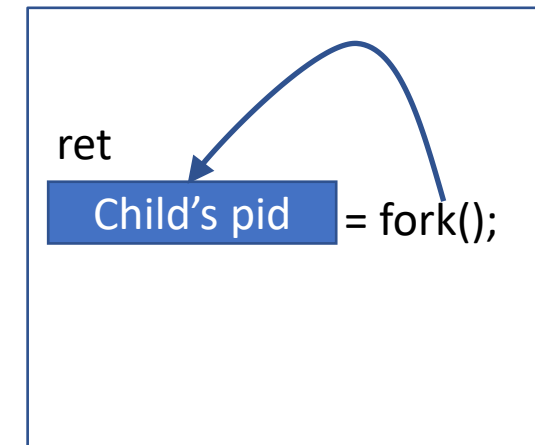 ret
Child’s pid = fork();